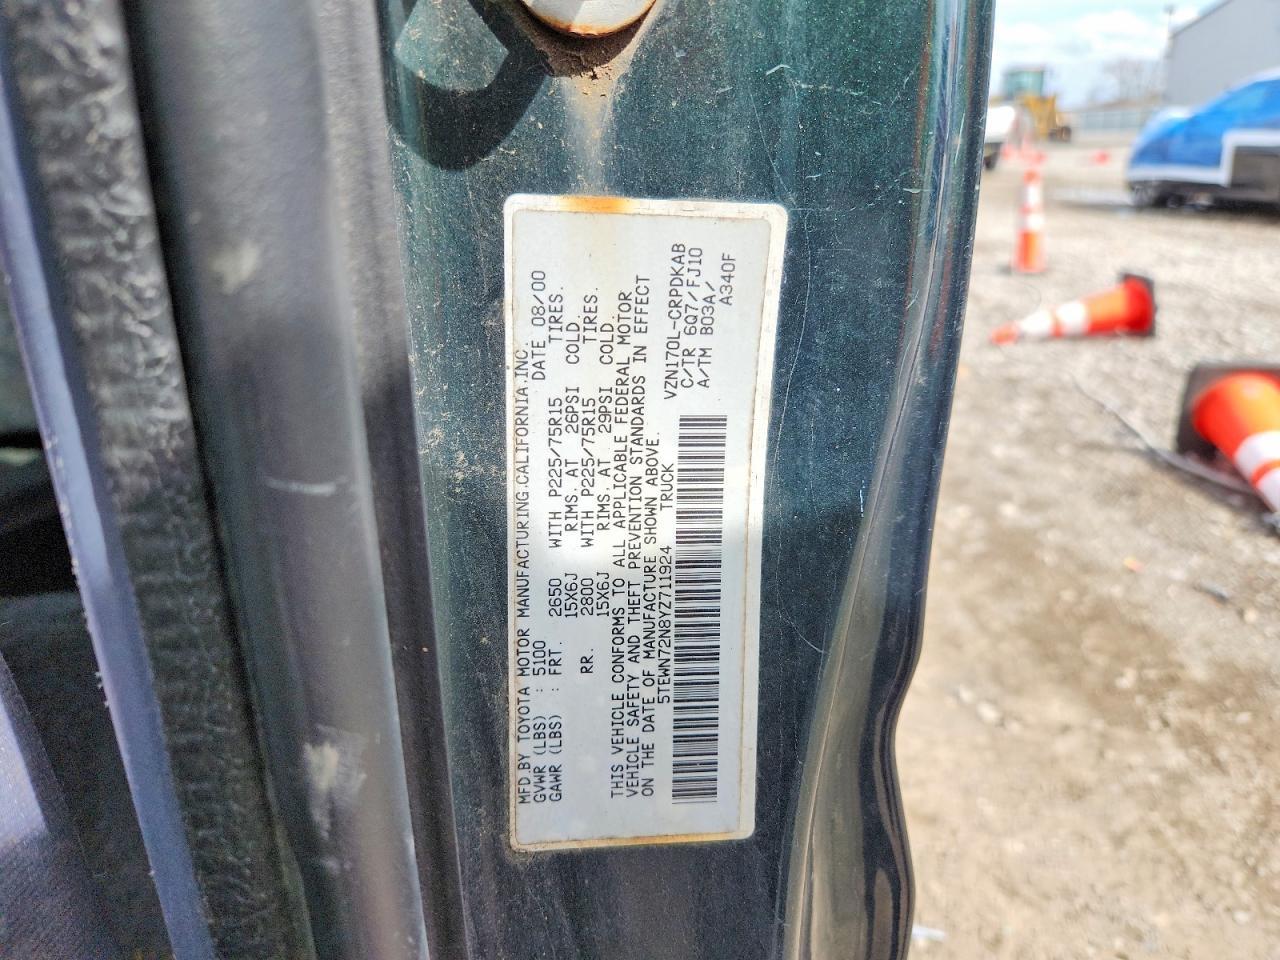 MFD.BY TOYOTA MOTOR MANUFACTURING.CALIFORNIA.INC.
GVWR (LBS) : 5100 DATE 08/00
GAWR (LBS) : FRT. 2650 WITH P225/75R15 TIRES.
15X6J RIMS. AT 26PSI COLD
RR. 2800 WITH P225/75R15 TIRES.
15X6J RIMS. AT 29PSI COLD.
THIS VEHICLE CONFORMS TO ALL APPLICABLE FEDERAL MOTOR
VEHICLE SAFETY AND THEFT PREVENTION STANDARDS IN EFFECT
ON THE DATE OF MANUFACTURE SHOWN ABOVE.
5TEWN72N8YZ711924 TRUCK
VZN170L-CRPDKAB
C/TR 6Q7/FJ10
A/TM B03A/
A340F